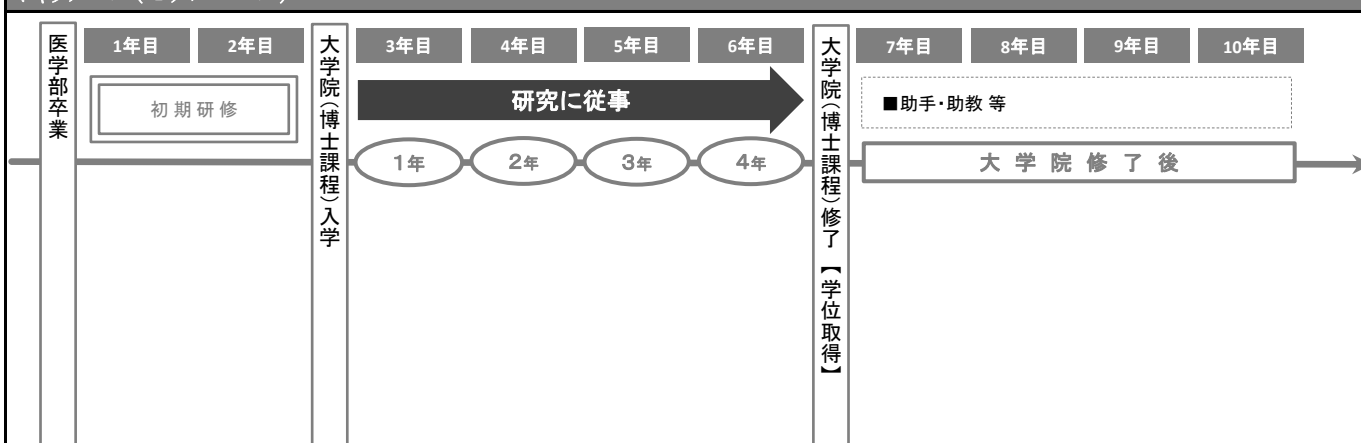 医学部卒業
1年目
2年目
初期研修
大学院（博士課程）入学
3年目
4年目
5年目
6年目
研究に従事
1年
2年
3年
4年
大学院（博士課程）修了 【学位取得】
7年目
8年目
9年目
10年目
■助手・助教 等
大学院修了後